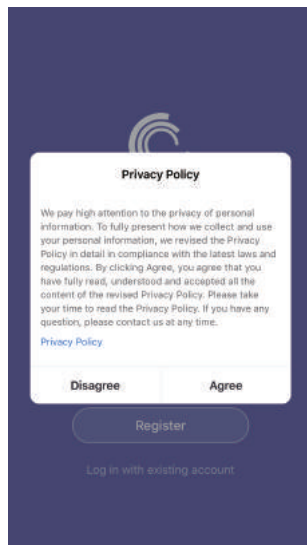 Privacy Policy
We pay high attention to the privacy of personal
information. To fully present how we collect and use
your personal information, we revised the Privacy
Policy in detail in compliance with the latest laws and
regulations. By clicking Agree, you agree that you
have fully read, understood and accepted all the
content of the revised Privacy Policy. Please take
your time to read the Privacy Policy. If you have any
question, please contact us at any time.
Privacy Policy
Disagree Agree
Register
Log in with existing account